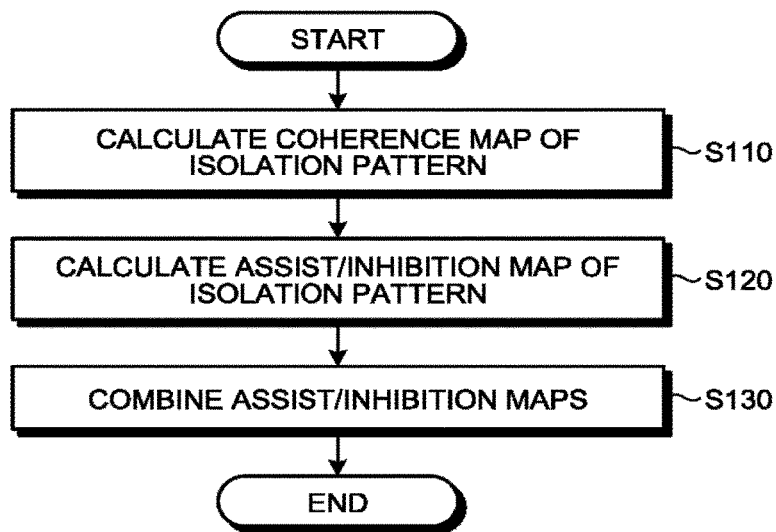 START
CALCULATE COHERENCE MAP OF
ISOLATION PATTERN
S110
CALCULATE ASSIST/INHIBITION MAP OF
ISOLATION PATTERN
S120
COMBINE ASSIST/INHIBITION MAPS
S130
END